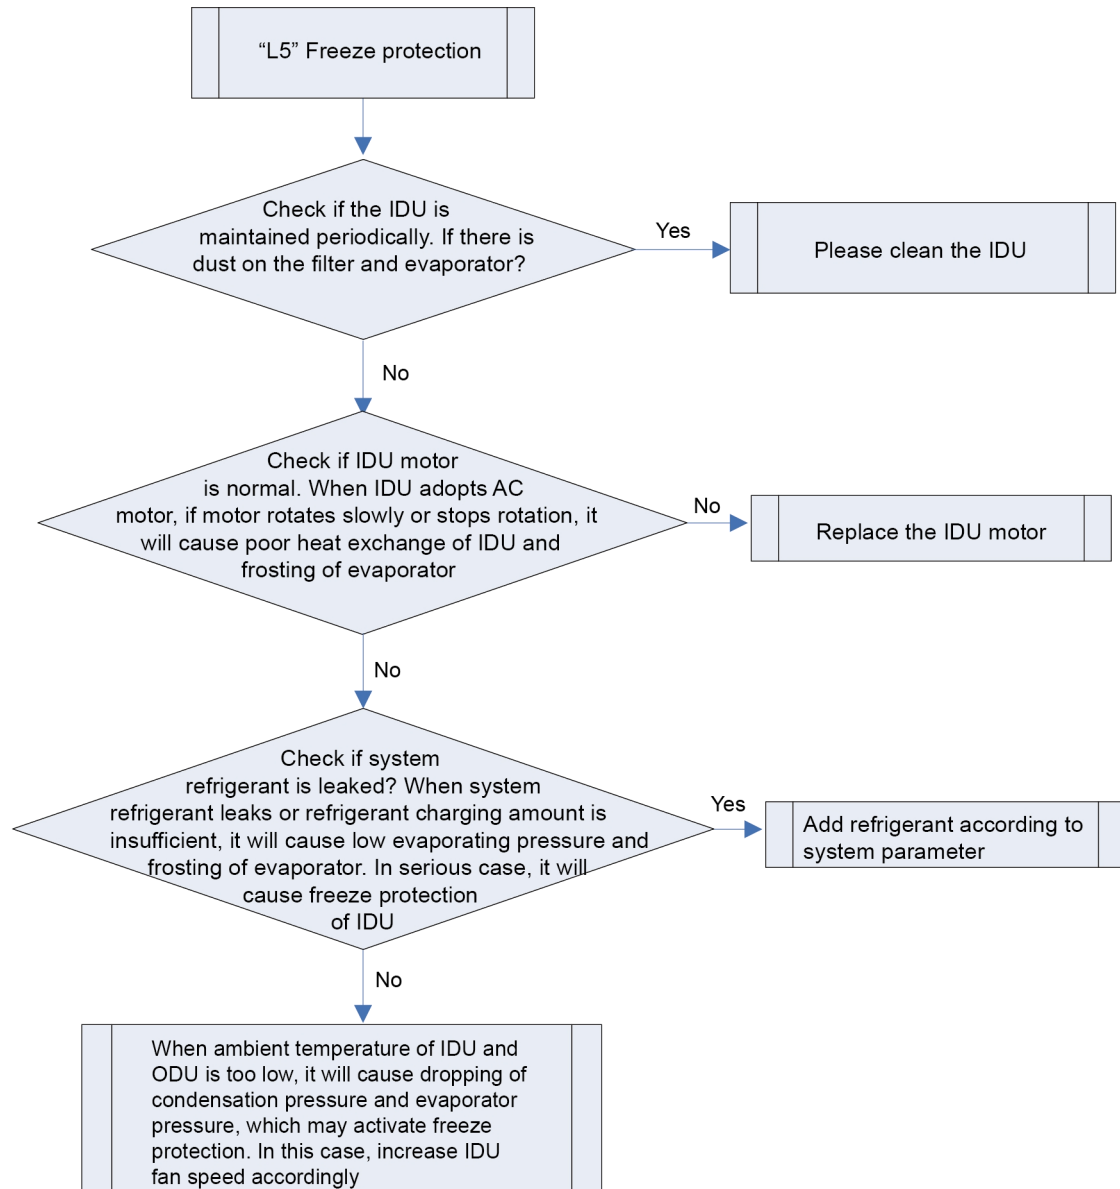 “L5” Freeze protection
Check if the IDU is
maintained periodically. If there is
dust on the filter and evaporator?
Yes
Please clean the IDU
No
Check if IDU motor
is normal. When IDU adopts AC
motor, if motor rotates slowly or stops rotation, it
will cause poor heat exchange of IDU and
frosting of evaporator
No
Replace the IDU motor
No
Check if system
refrigerant is leaked? When system
refrigerant leaks or refrigerant charging amount is
insufficient, it will cause low evaporating pressure and
frosting of evaporator. In serious case, it will
cause freeze protection
of IDU
Yes
Add refrigerant according to
system parameter
No
When ambient temperature of IDU and
ODU is too low, it will cause dropping of
condensation pressure and evaporator
pressure, which may activate freeze
protection. In this case, increase IDU
fan speed accordingly